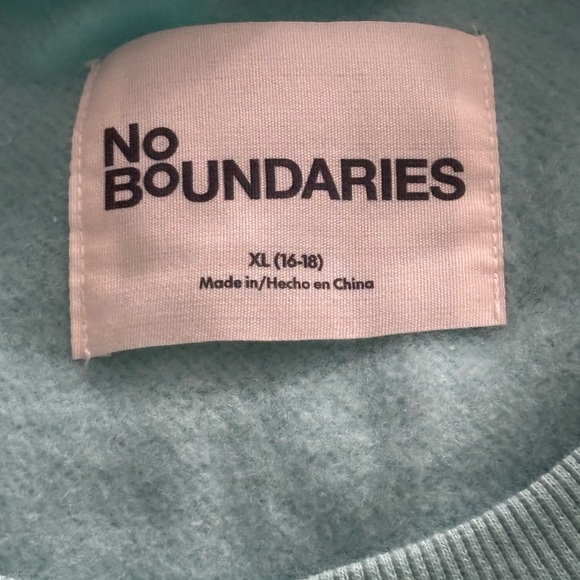 NO
BOUNDARIES
XL (16-18)
Made in/Hecho en China